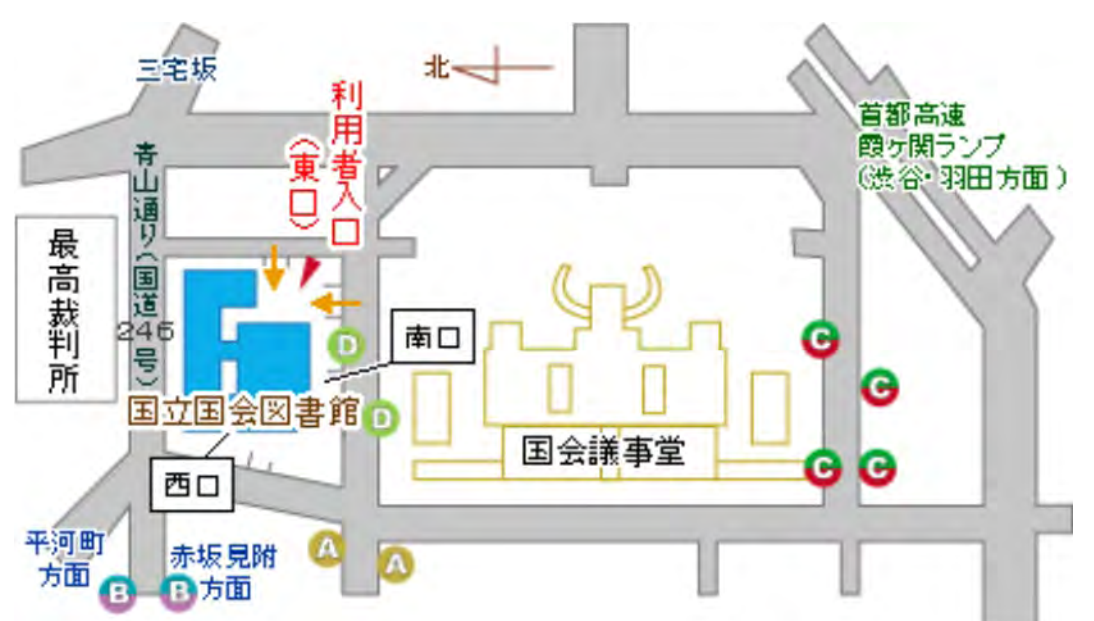 三宅坂
北
利用者入口
(東口)
首都高速
霞ヶ関ランプ
(渋谷・羽田方面)
青山通り(国道
246
号)
最高裁判所
南口
D
D
C
C
C
C
国立国会図書館
国会議事堂
西口
平河町
方面
赤坂見附
方面
A
A
B
B